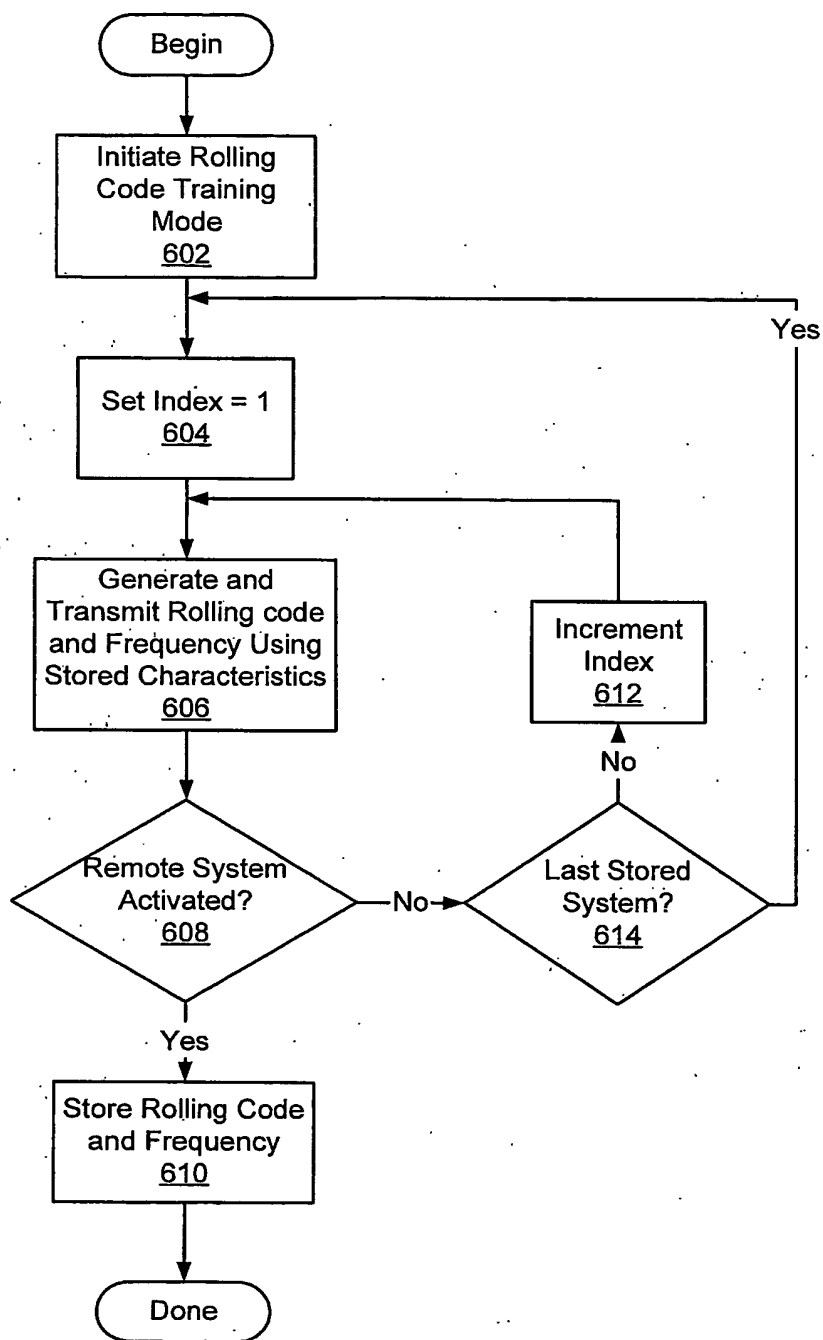 Begin
Initiate Rolling
Code Training
Mode
602
Yes
Set Index = 1
604
Generate and
Transmit Rolling code
and Frequency Using
Stored Characteristics
606
Increment
Index
612
No
Remote System
Activated?
608
No
Last Stored
System?
614
Yes
Store Rolling Code
and Frequency
610
Done